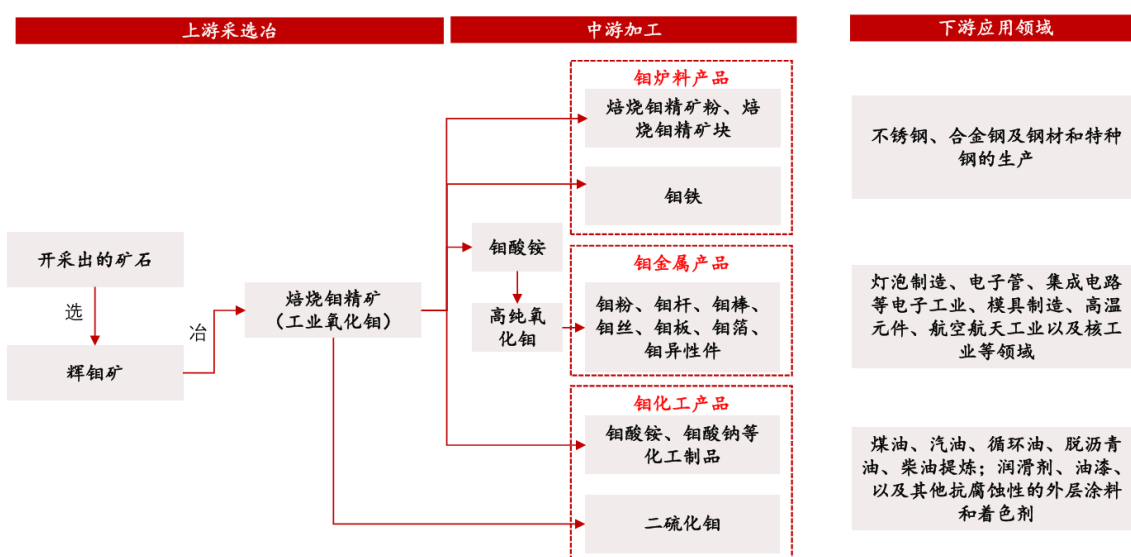 上游采选冶
中游加工
下游应用领域
开采出的矿石
选
辉钼矿
冶
焙烧钼精矿
（工业氧化钼）
钼酸铵
高纯氧
化钼
钼炉料产品
焙烧钼精矿粉、焙
烧钼精矿块
钼铁
钼金属产品
钼粉、钼杆、钼棒、
钼丝、钼板、钼箔、
钼异性件
钼化工产品
钼酸铵、钼酸钠等
化工制品
二硫化钼
不锈钢、合金钢及钢材和特种
钢的生产
灯泡制造、电子管、集成电路
等电子工业、模具制造、高温
元件、航空航天工业以及核工
业等领域
煤油、汽油、循环油、脱沥青
油、柴油提炼；润滑剂、油漆、
以及其他抗腐蚀性的外层涂料
和着色剂